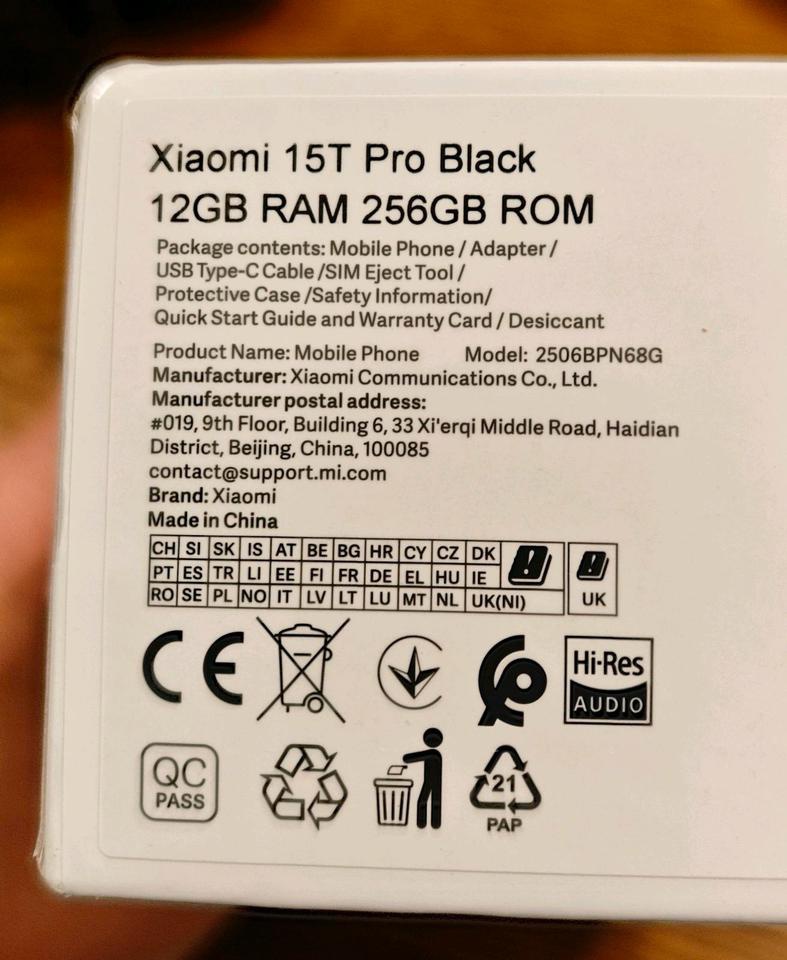 Xiaomi 15T Pro Black
12GB RAM 256GB ROM
Package contents: Mobile Phone / Adapter /
USB Type-C Cable /SIM Eject Tool /
Protective Case /Safety Information/
Quick Start Guide and Warranty Card / Desiccant
Product Name: Mobile Phone Model: 2506BPN68G
Manufacturer: Xiaomi Communications Co., Ltd.
Manufacturer postal address:
#019, 9th Floor, Building 6, 33 Xi'erqi Middle Road, Haidian
District, Beijing, China, 100085
contact@support.mi.com
Brand: Xiaomi
Made in China
CH SI SK IS AT BE BG HR CY CZ DK
PT ES TR LI EE FI FR DE EL HU IE
RO SE PL NO IT LV LT LU MT NL UK(NI) UK
CE
Hi-Res
AUDIO
QC
PASS
21
PAP